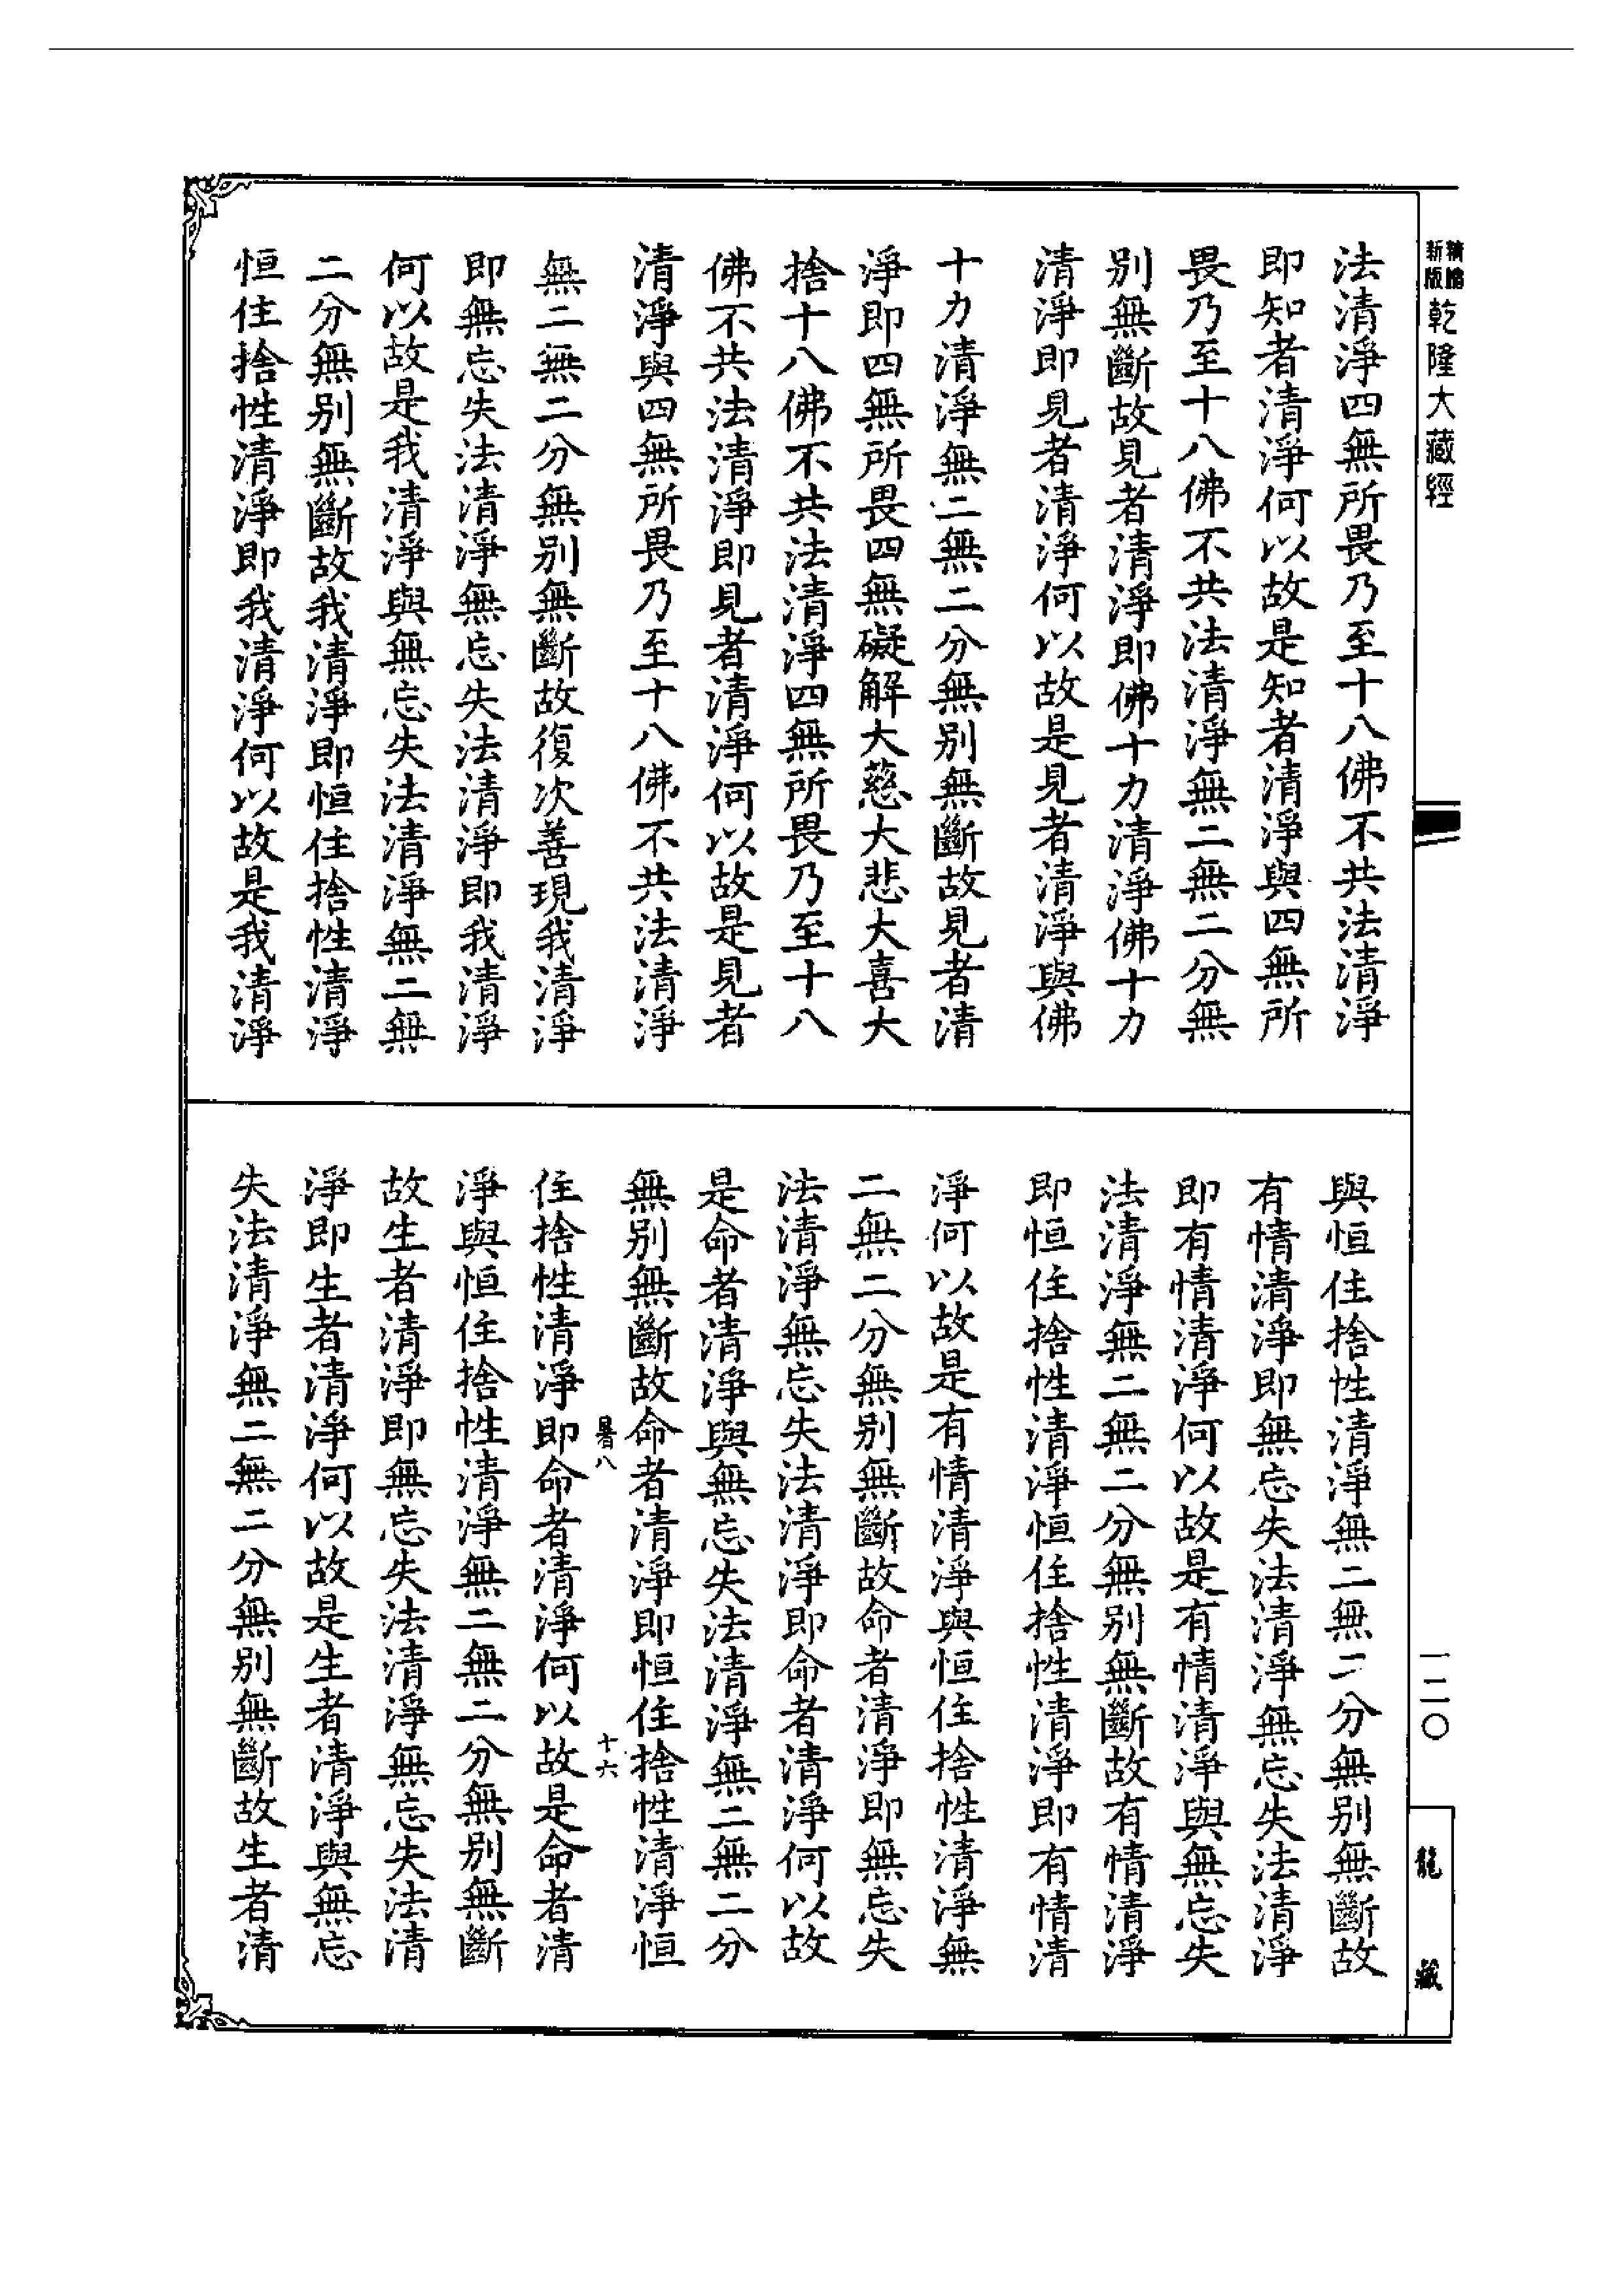 新版
精縮
乾隆大藏經
法清淨四無所畏乃至十八佛不共法清淨
即知者清淨何以故是知者清淨與四無所
畏乃至十八佛不共法清淨無二無二分無
別無斷故見者清淨即佛十力清淨佛十力
清淨即見者清淨何以故是見者清淨與佛
十力清淨無二無二分無別無斷故見者清
淨即四無所畏四無礙解大慈大悲大喜大
捨十八佛不共法清淨四無所畏乃至十八
佛不共法清淨即見者清淨何以故是見者
清淨與四無所畏乃至十八佛不共法清淨
無二無二分無別無斷故復次善現我清淨
即無忘失法清淨無忘失法清淨即我清淨
何以故是我清淨與無忘失法清淨無二無
二分無別無斷故我清淨即恒住捨性清淨
恒住捨性清淨即我清淨何以故是我清淨
與恒住捨性清淨無二無二分無別無斷故
有情清淨即無忘失法清淨無忘失法清淨
即有情清淨何以故是有情清淨與無忘失
法清淨無二無二分無別無斷故有情清淨
即恒住捨性清淨恒住捨性清淨即有情清
淨何以故是有情清淨與恒住捨性清淨無
二無二分無別無斷故命者清淨即無忘失
法清淨無忘失法清淨即命者清淨何以故
是命者清淨與無忘失法清淨無二無二分
無別無斷故命者清淨即恒住捨性清淨恒
暑八
十六
住捨性清淨即命者清淨何以故是命者清
淨與恒住捨性清淨無二無二分無別無斷
故生者清淨即無忘失法清淨無忘失法清
淨即生者清淨何以故是生者清淨與無忘
失法清淨無二無二分無別無斷故生者清
一二〇
龍藏